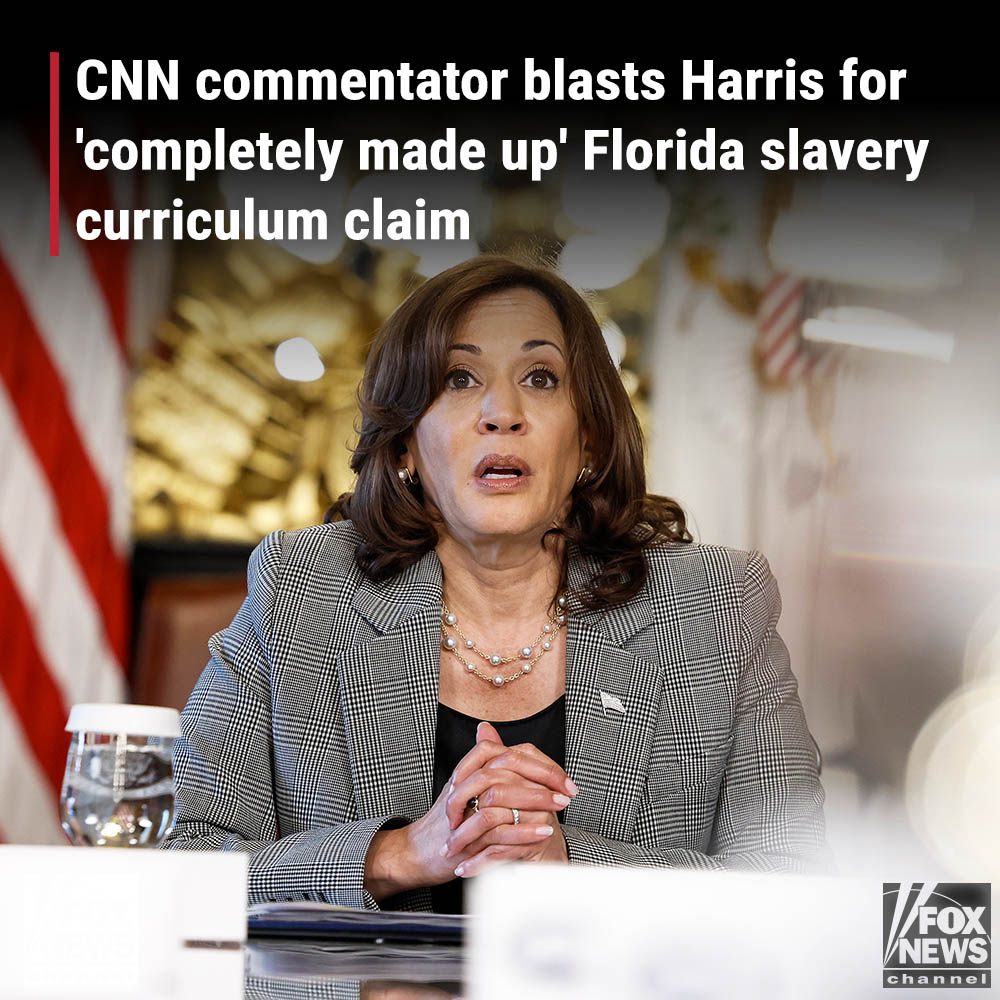 CNN commentator blasts Harris for
'completely made up' Florida slavery
curriculum claim
FOX
NEWS
channel